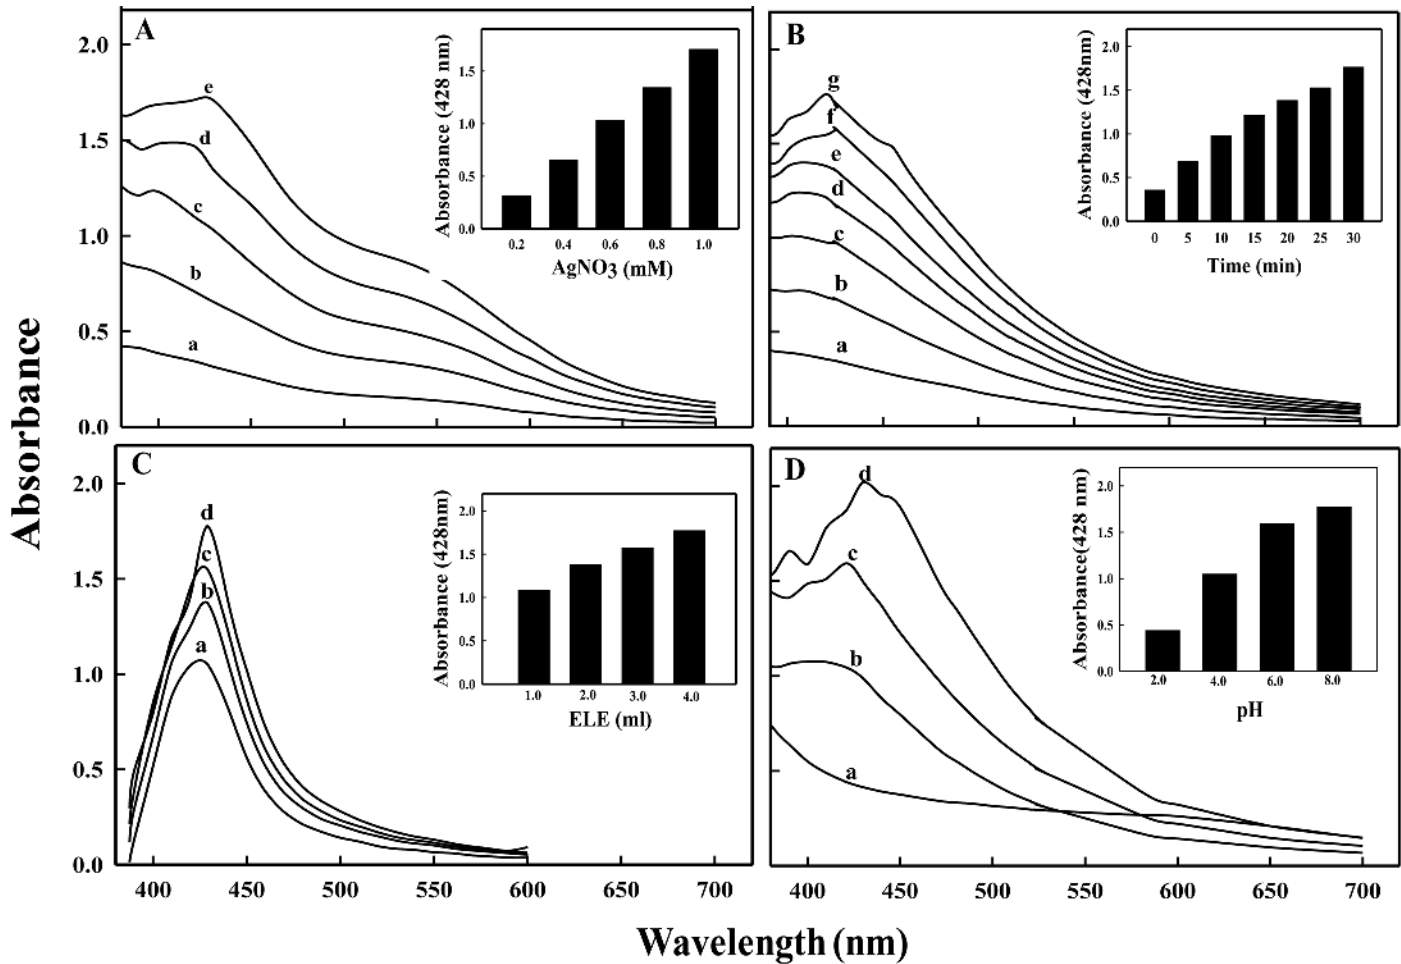 Absorbance
A
2.0
1.5
1.0
0.5
0.0
e
d
c
b
a
Absorbance (428 nm)
1.5
1.0
0.5
0.0
0.2 0.4 0.6 0.8 1.0
AgNO3 (mM)
B
g
f
e
d
c
b
a
Absorbance (428nm)
2.0
1.5
1.0
0.5
0.0
0 5 10 15 20 25 30
Time (min)
C
2.0
1.5
1.0
0.5
0.0
d
c
b
a
Absorbance (428nm)
2.0
1.5
1.0
0.5
0.0
1.0 2.0 3.0 4.0
ELE (ml)
400 450 500 550 600 650 700
D
d
c
b
a
Absorbance(428 nm)
2.0
1.5
1.0
0.5
0.0
2.0 4.0 6.0 8.0
pH
400 450 500 550 600 650 700
Wavelength (nm)